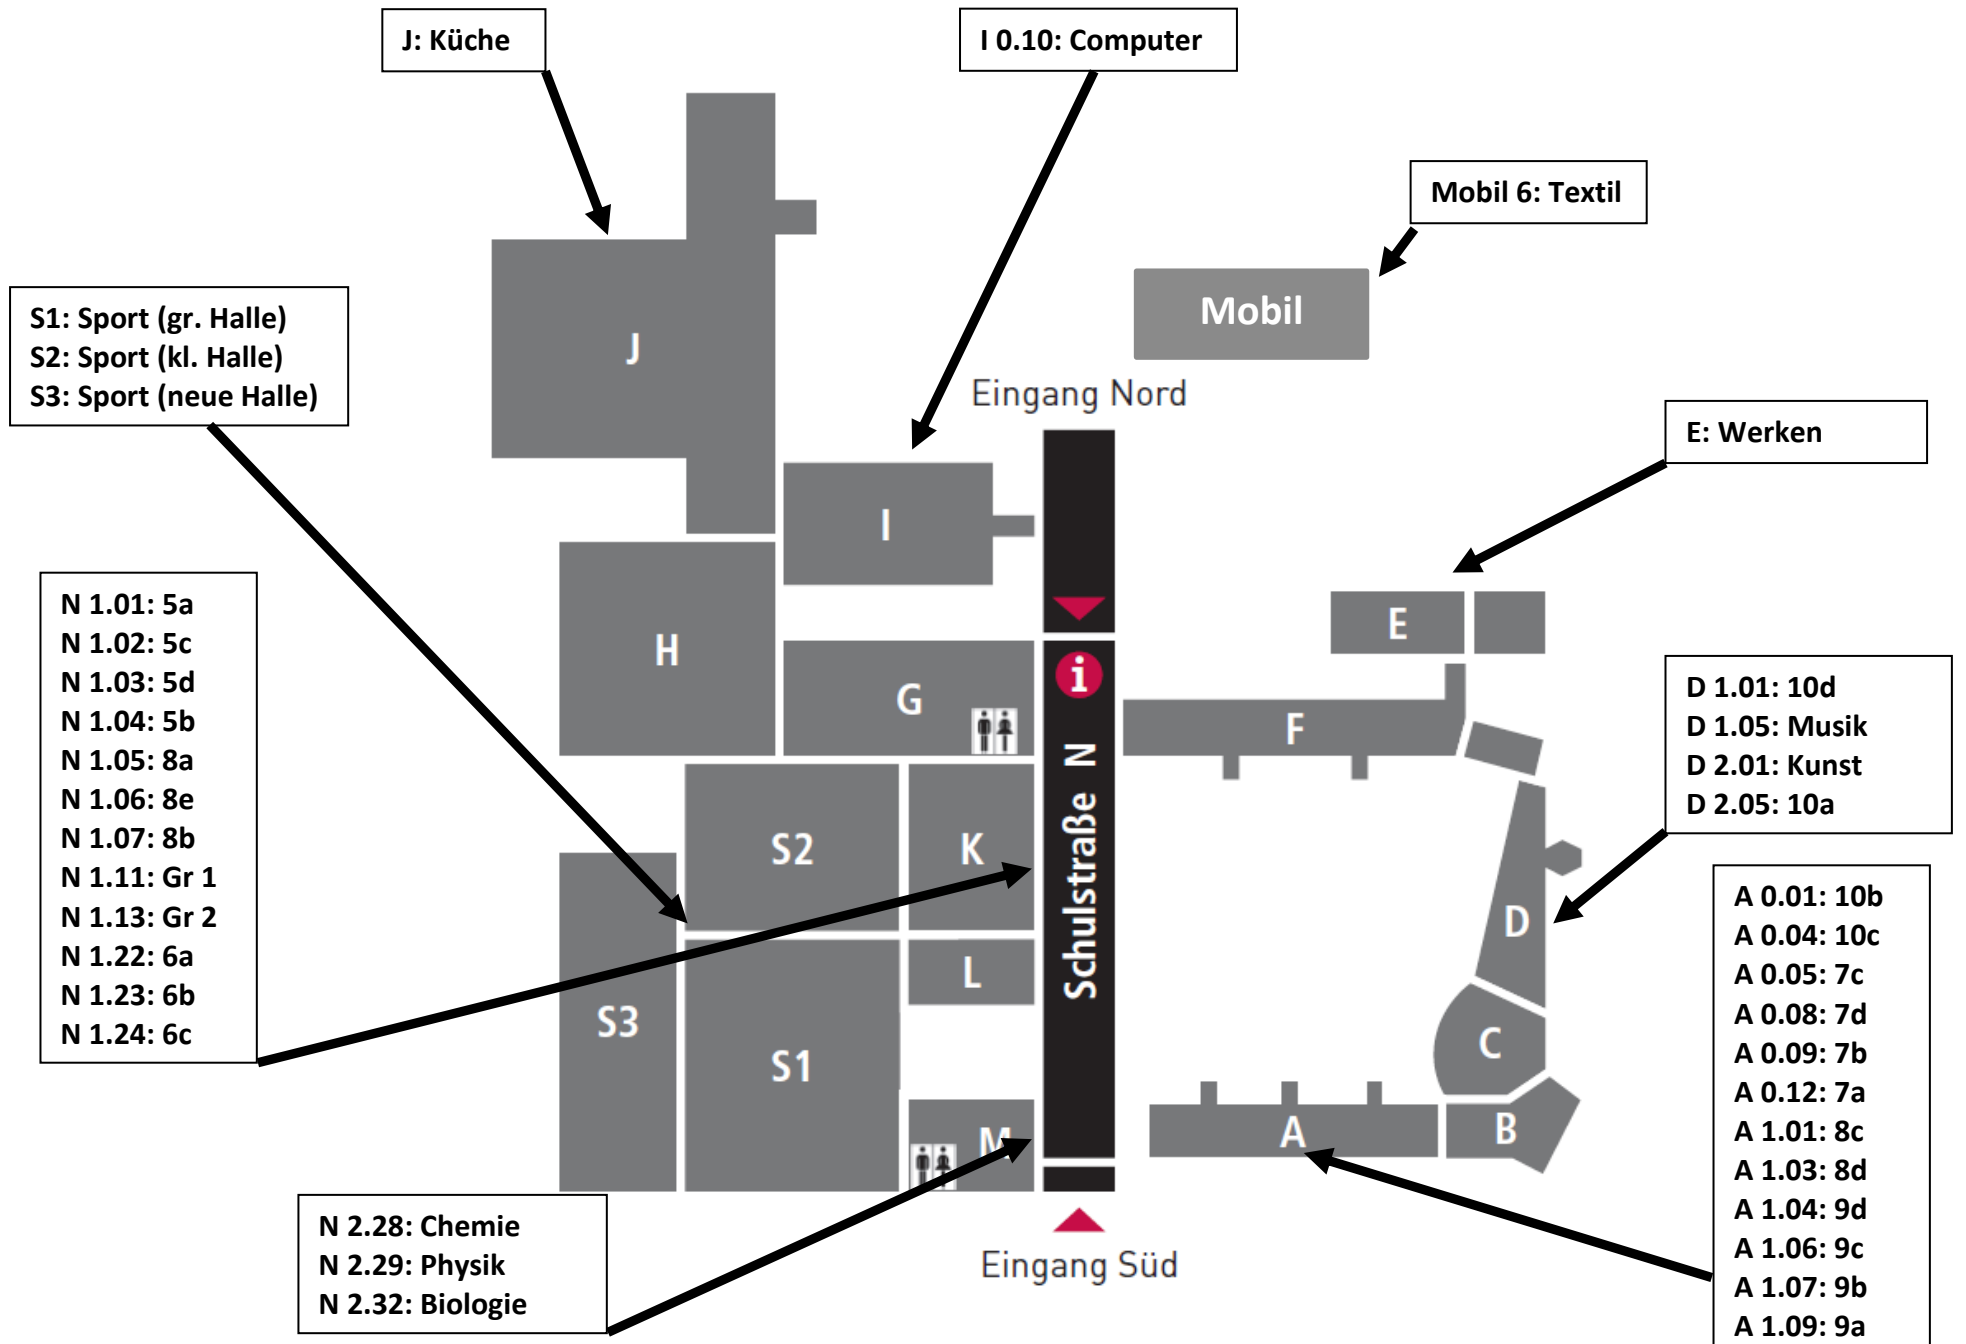 J: Küche
I 0.10: Computer
Mobil 6: Textil
Mobil
S1: Sport (gr. Halle)
S2: Sport (kl. Halle)
S3: Sport (neue Halle)
J
Eingang Nord
E: Werken
I
N 1.01: 5a
N 1.02: 5c
N 1.03: 5d
N 1.04: 5b
N 1.05: 8a
N 1.06: 8e
N 1.07: 8b
N 1.11: Gr 1
N 1.13: Gr 2
N 1.22: 6a
N 1.23: 6b
N 1.24: 6c
H
G
i
E
F
Schulstraße N
D 1.01: 10d
D 1.05: Musik
D 2.01: Kunst
D 2.05: 10a
S2
K
L
S3
S1
M
D
C
B
A
A 0.01: 10b
A 0.04: 10c
A 0.05: 7c
A 0.08: 7d
A 0.09: 7b
A 0.12: 7a
A 1.01: 8c
A 1.03: 8d
A 1.04: 9d
A 1.06: 9c
A 1.07: 9b
A 1.09: 9a
N 2.28: Chemie
N 2.29: Physik
N 2.32: Biologie
Eingang Süd